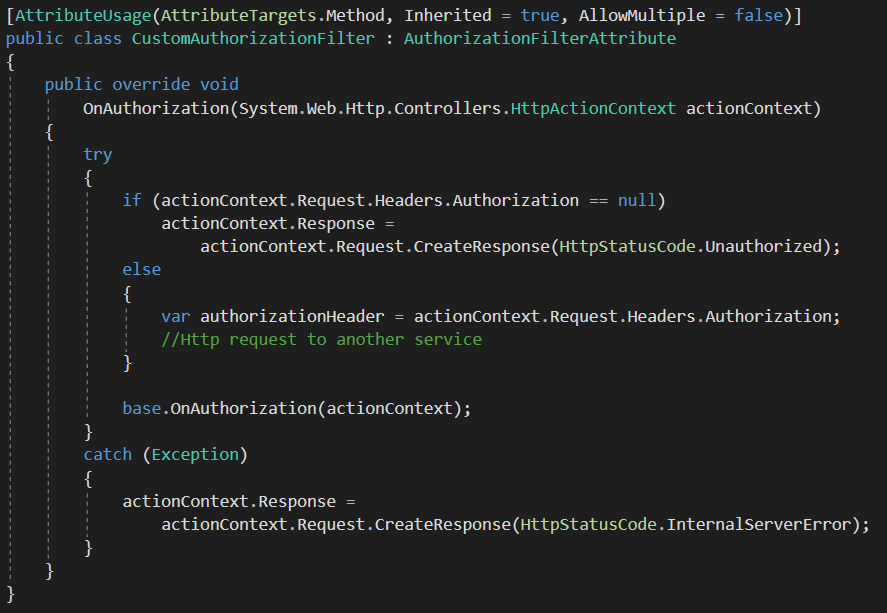 [AttributeUsage(AttributeTargets.Method, Inherited = true, AllowMultiple = false)]
public class CustomAuthorizationFilter : AuthorizationFilterAttribute
{
    public override void
        OnAuthorization(System.Web.Http.Controllers.HttpActionContext actionContext)
    {
        try
        {
            if (actionContext.Request.Headers.Authorization == null)
                actionContext.Response =
                    actionContext.Request.CreateResponse(HttpStatusCode.Unauthorized);
            else
            {
                var authorizationHeader = actionContext.Request.Headers.Authorization;
                //Http request to another service
            }

            base.OnAuthorization(actionContext);
        }
        catch (Exception)
        {
            actionContext.Response =
                actionContext.Request.CreateResponse(HttpStatusCode.InternalServerError);
        }
    }
}